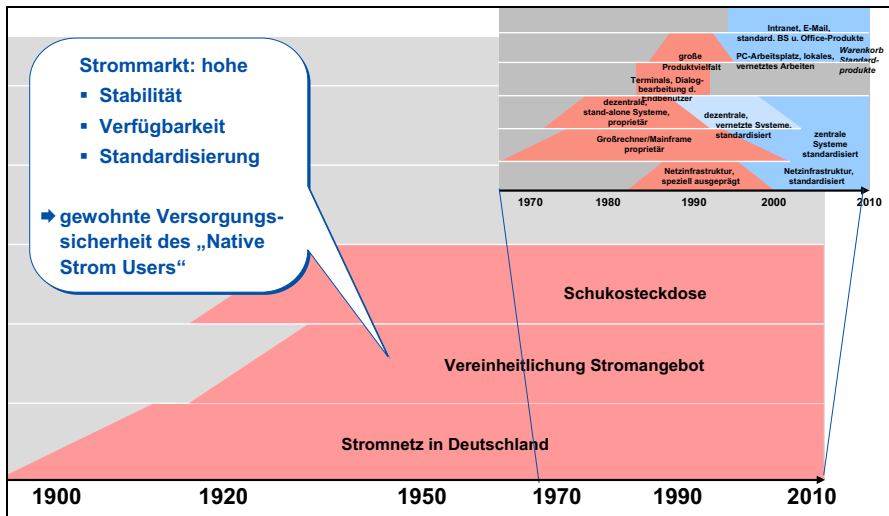 Strommarkt: hohe
▪ Stabilität
▪ Verfügbarkeit
▪ Standardisierung
➡ gewohnte Versorgungs-
sicherheit des „Native
Strom Users“
Intranet, E-Mail,
standard. BS u. Office-Produkte
große
Produktvielfalt
PC-Arbeitsplatz, lokales,
vernetztes Arbeiten
Warenkorb
Standard-
produkte
Terminals, Dialog-
bearbeitung d.
Endbenutzer
dezentrale,
stand-alone Systeme,
proprietär
dezentrale,
vernetzte Systeme.
standardisiert
Großrechner/Mainframe
proprietär
zentrale
Systeme
standardisiert
Netzinfrastruktur,
speziell ausgeprägt
Netzinfrastruktur,
standardisiert
1970 1980 1990 2000 2010
Schukosteckdose
Vereinheitlichung Stromangebot
Stromnetz in Deutschland
1900 1920 1950 1970 1990 2010